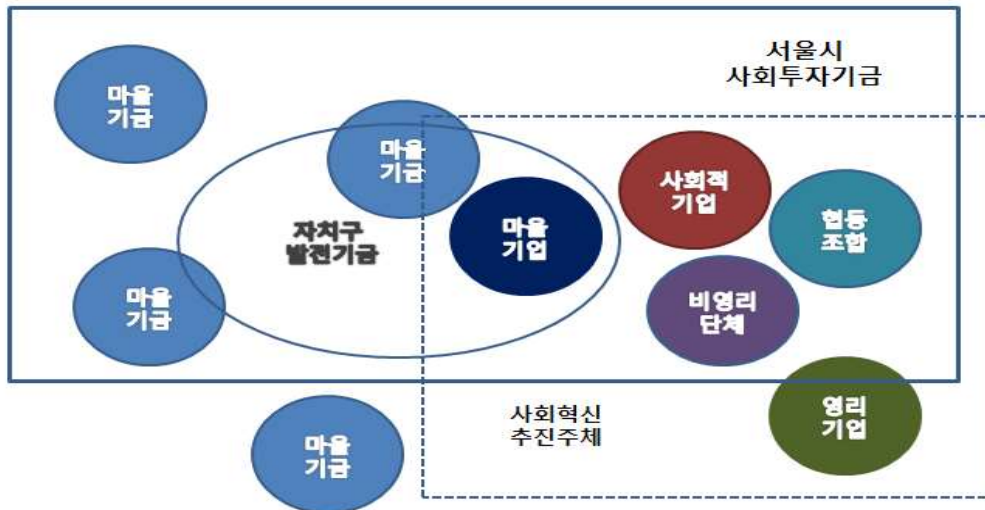 서울시
사회투자기금
마을
기금
마을
기금
사회적
기업
협동
조합
자치구
발전기금
마을
기업
마을
기금
비영리
단체
사회혁신
추진주체
영리
기업
마을
기금